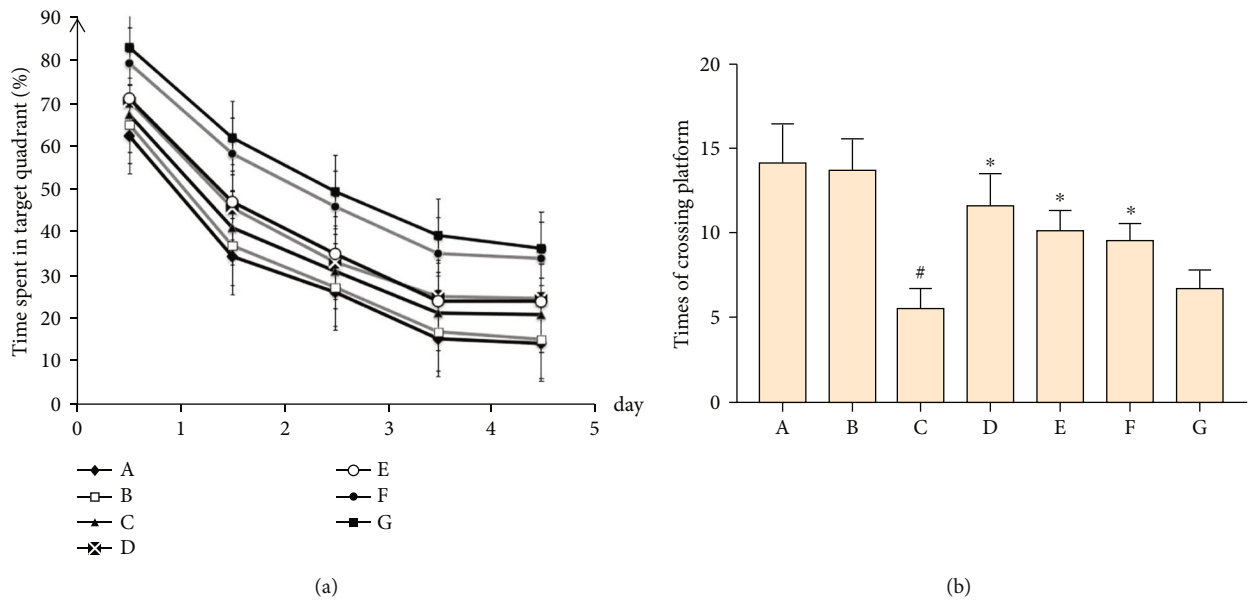 Time spent in target quadrant (%)
90
80
70
60
50
40
30
20
10
0
0 1 2 3 4 5
day
A
B
C
D
E
F
G
(a)
Times of crossing platform
20
15
10
5
0
#
*
*
*
A B C D E F G
(b)